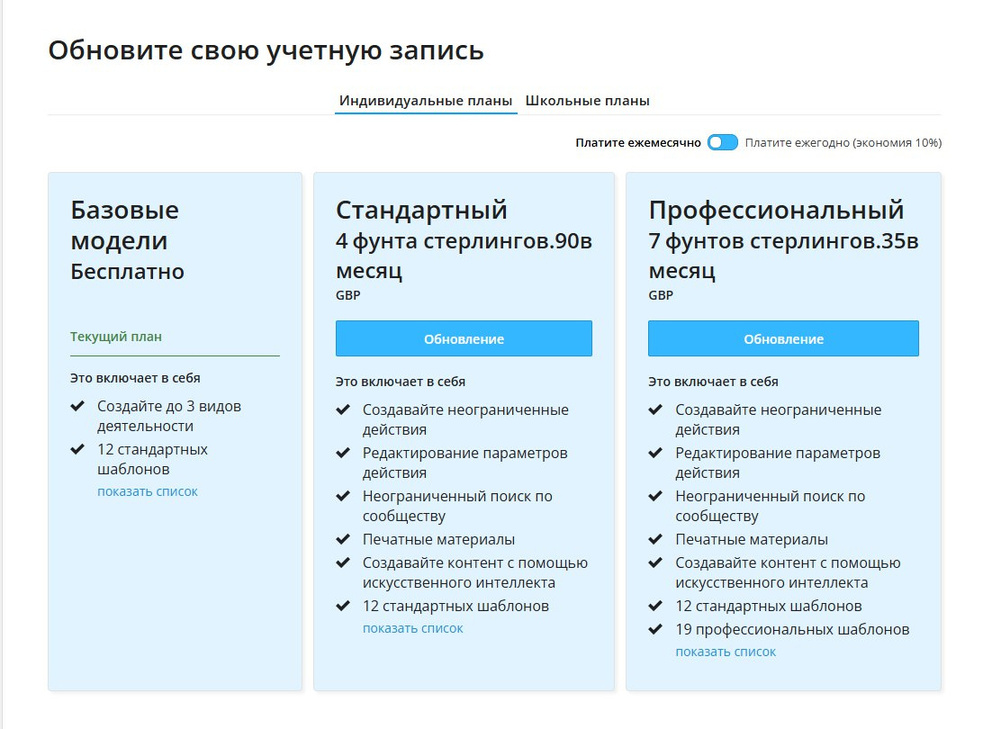 Обновите свою учетную запись
Индивидуальные планы Школьные планы
Платите ежемесячно Платите ежегодно (экономия 10%)
Базовые
модели
Бесплатно
Текущий план
Это включает в себя
Создайте до 3 видов
деятельности
12 стандартных
шаблонов
показать список
Стандартный
4 фунта стерлингов.90в
месяц
GBP
Обновление
Это включает в себя
Создавайте неограниченные
действия
Редактирование параметров
действия
Неограниченный поиск по
сообществу
Печатные материалы
Создавайте контент с помощью
искусственного интеллекта
12 стандартных шаблонов
показать список
Профессиональный
7 фунтов стерлингов.35в
месяц
GBP
Обновление
Это включает в себя
Создавайте неограниченные
действия
Редактирование параметров
действия
Неограниченный поиск по
сообществу
Печатные материалы
Создавайте контент с помощью
искусственного интеллекта
12 стандартных шаблонов
19 профессиональных шаблонов
показать список